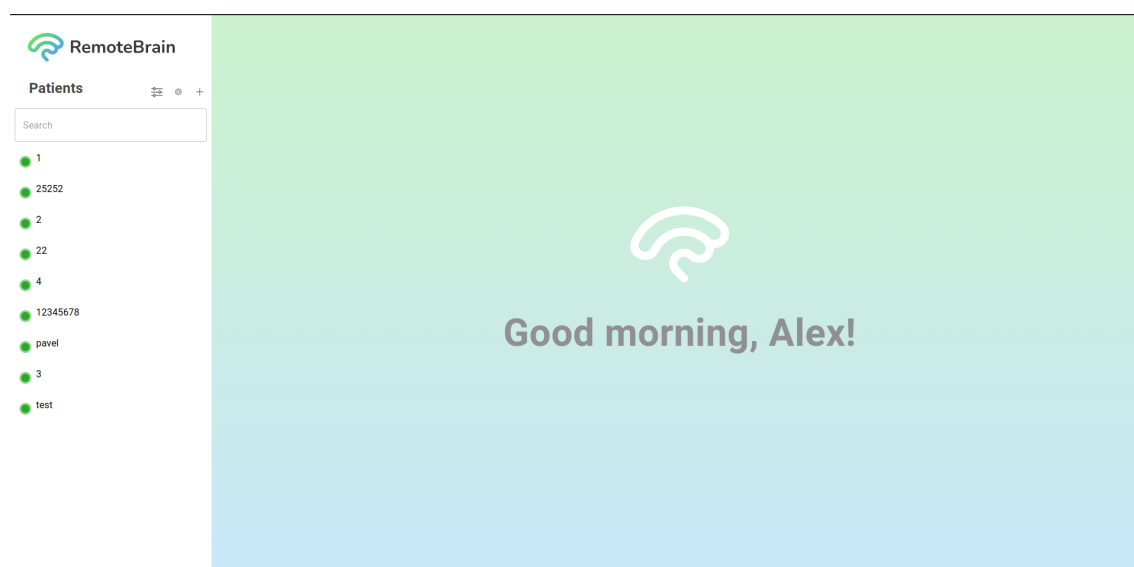 RemoteBrain
Patients
Search
1
25252
2
22
4
12345678
pavel
3
test
Good morning, Alex!